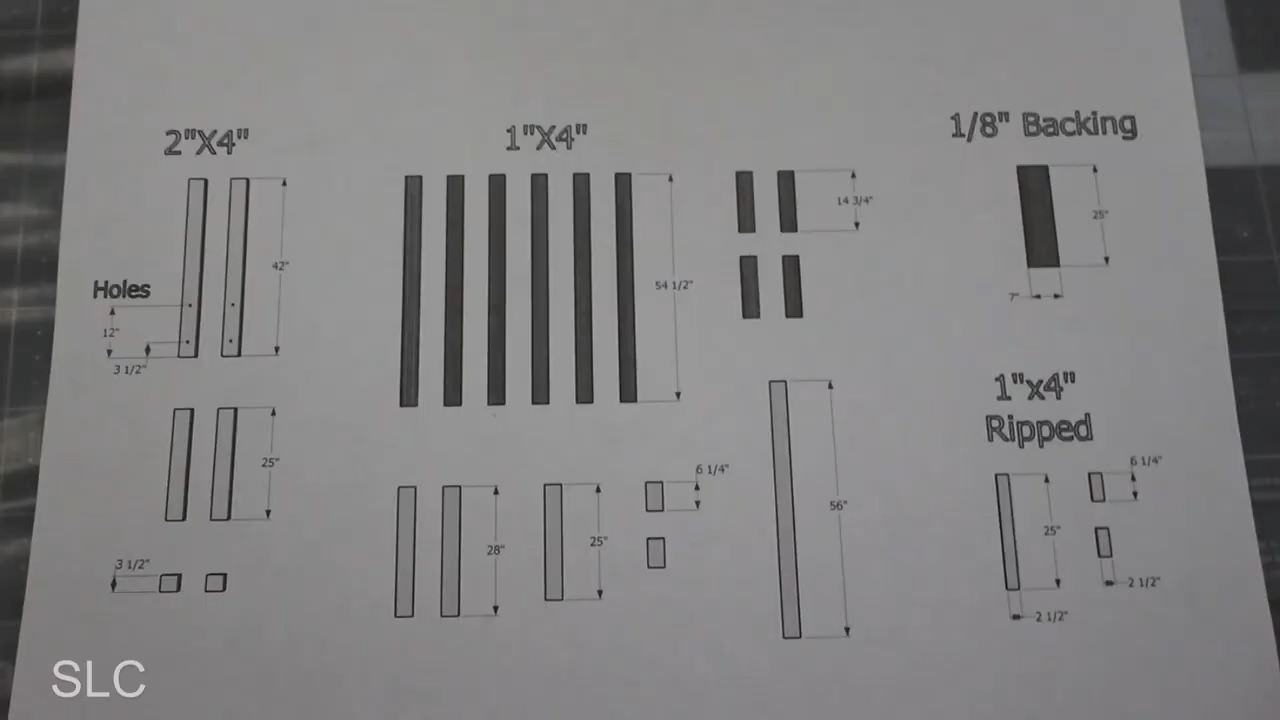 2"X4"
42"
Holes
12"
3 1/2"
25"
3 1/2"
1"X4"
54 1/2"
14 3/4"
28"
25"
6 1/4"
56"
1/8" Backing
25"
7"
1"x4"
Ripped
25"
2 1/2"
6 1/4"
2 1/2"
SLC